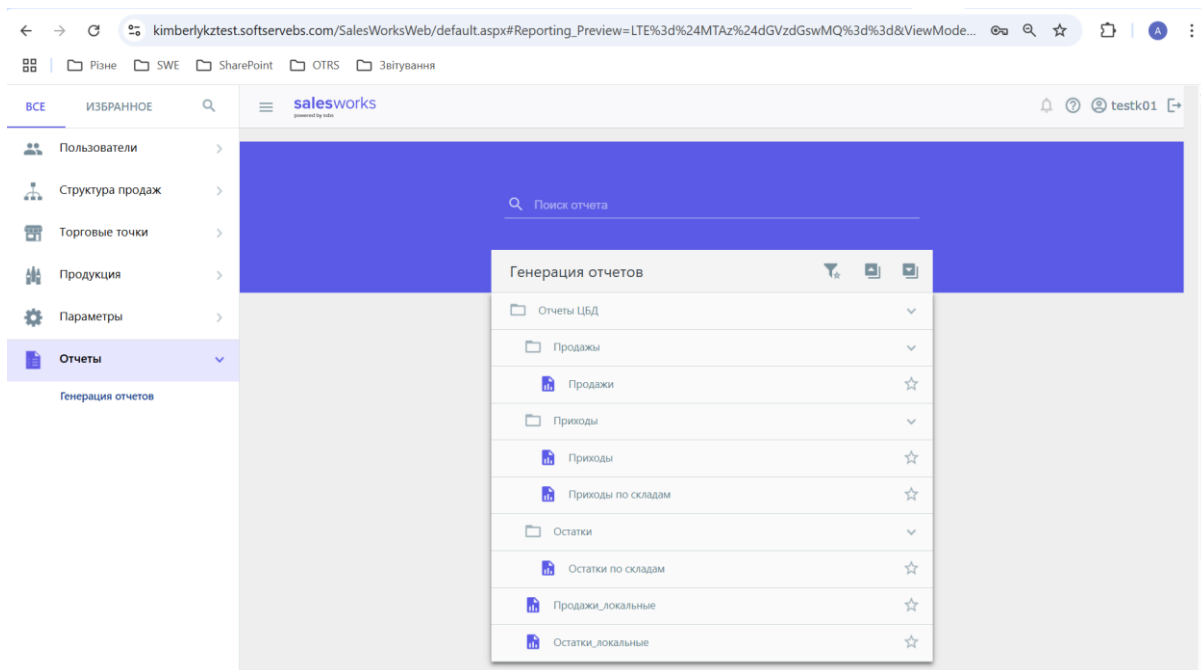 kimberlykztest.softservebs.com/SalesWorksWeb/default.aspx#Reporting_Preview=LTE%3d%24MTAz%24dGVzdGswMQ%3d%3d&ViewMode...
A
Різне SWE SharePoint OTRS Звітування
ВСЕ ИЗБРАННОЕ
salesworks
testk01
Пользователи
Структура продаж
Торговые точки
Продукция
Параметры
Отчеты
Генерация отчетов
Поиск отчета
Генерация отчетов
Отчеты ЦБД
Продажы
Продажи
Приходы
Приходы
Приходы по складам
Остатки
Остатки по складам
Продажи_локальные
Остатки_локальные